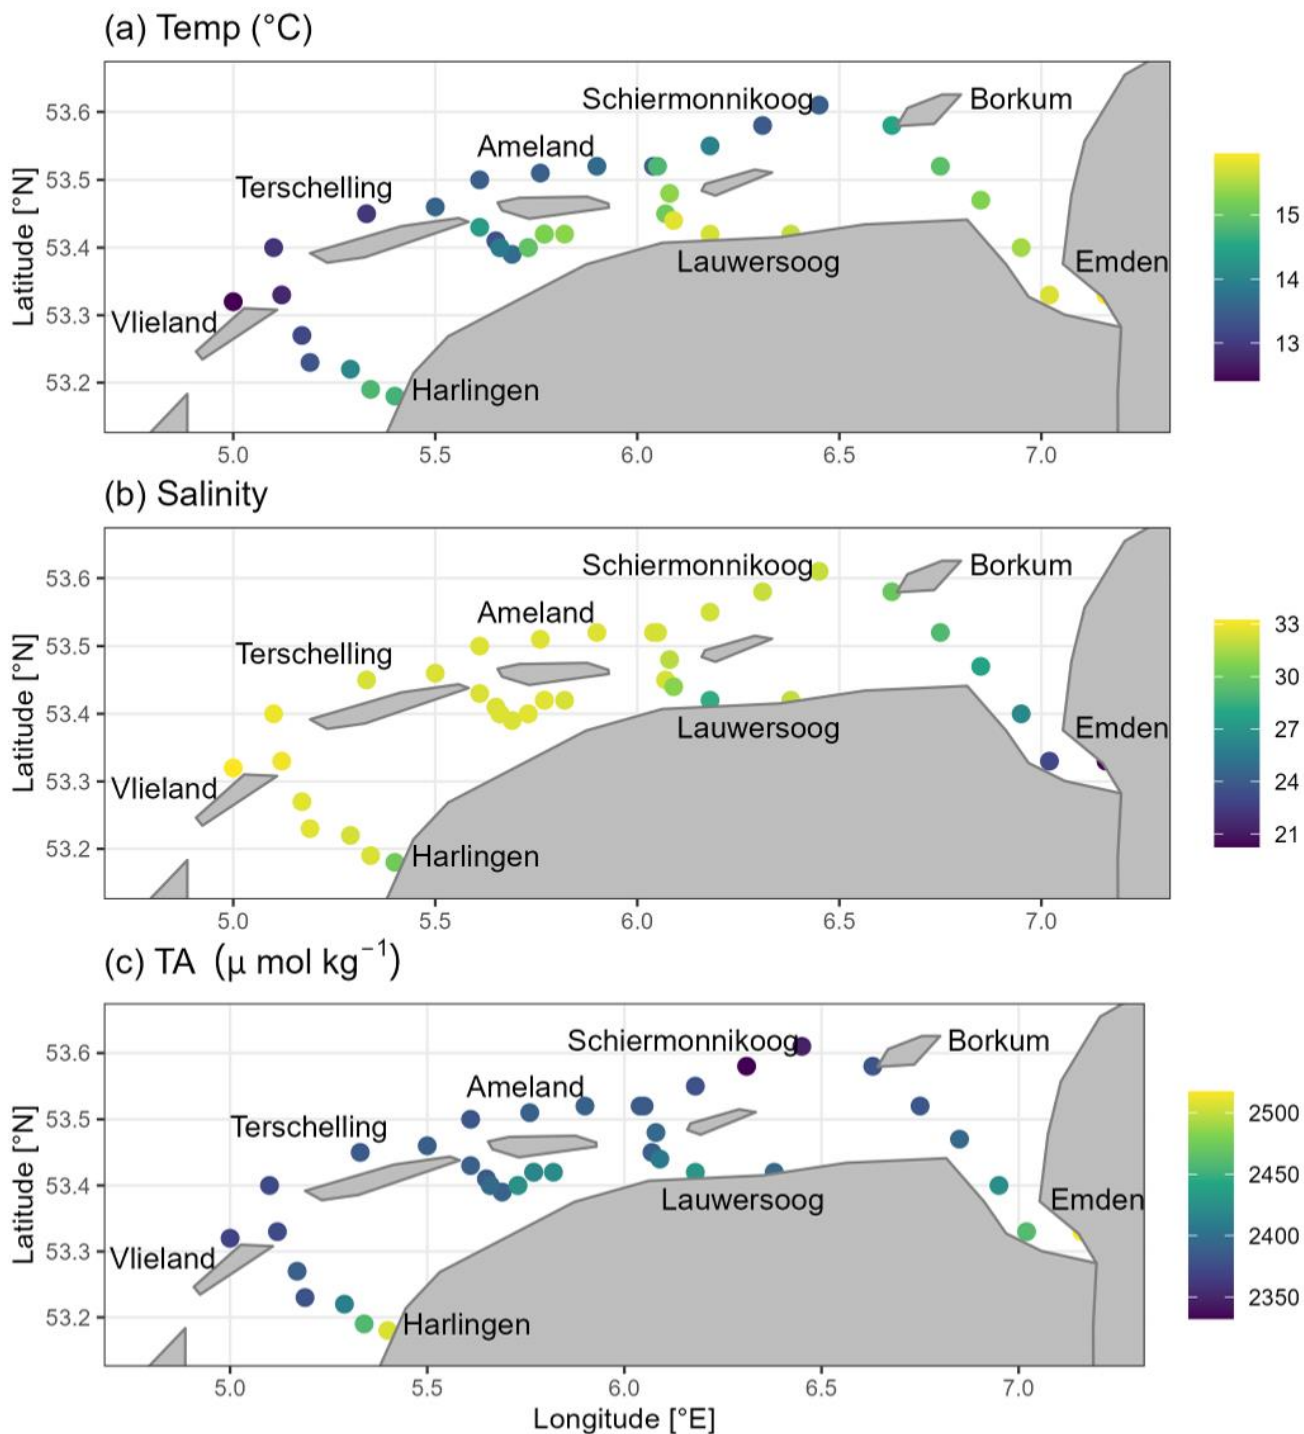 (a) Temp (°C)
Schiermonnikoog
Borkum
53.6
Ameland
53.5
Terschelling
15
53.4
Lauwersoog
Emden
14
Latitude [°N]
53.3
Vlieland
13
53.2
Harlingen
5.0 5.5 6.0 6.5 7.0
(b) Salinity
Schiermonnikoog
Borkum
53.6
33
Ameland
53.5
Terschelling
30
53.4
Lauwersoog
Emden
27
Latitude [°N]
53.3
Vlieland
24
53.2
Harlingen
21
5.0 5.5 6.0 6.5 7.0
(c) TA (μ mol kg⁻¹)
Schiermonnikoog
Borkum
53.6
Ameland
2500
53.5
Terschelling
2450
53.4
Lauwersoog
Emden
2400
Latitude [°N]
53.3
Vlieland
2350
53.2
Harlingen
5.0 5.5 6.0 6.5 7.0
Longitude [°E]